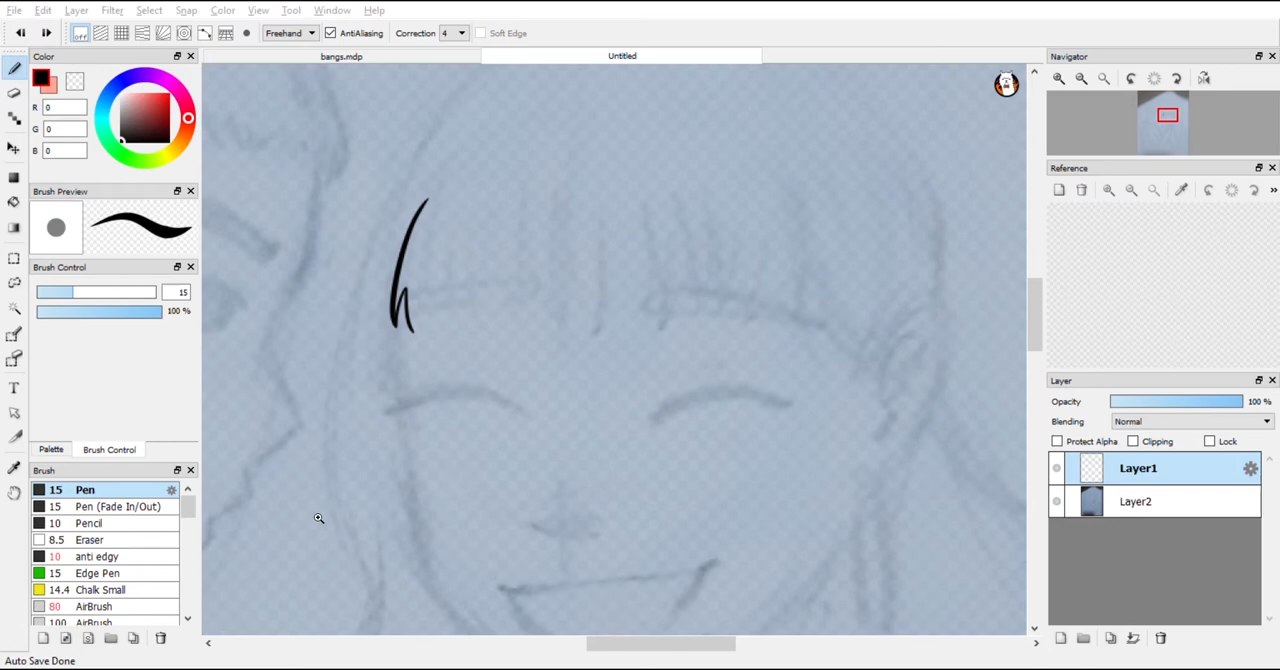 File Edit Layer Filter Select Snap Color View Tool Window Help
off Freehand AntiAliasing Correction 4 Soft Edge
Color
bangs.mdp Untitled
Navigator
R 0
G 0
B 0
Brush Preview
Reference
Brush Control
15
100 %
Layer
Opacity 100 %
Blending Normal
Protect Alpha Clipping Lock
Palette Brush Control
Brush
15 Pen
15 Pen (Fade In/Out)
10 Pencil
8.5 Eraser
10 anti edgy
15 Edge Pen
14.4 Chalk Small
80 AirBrush
100 AirBrush
Layer1
Layer2
Auto Save Done